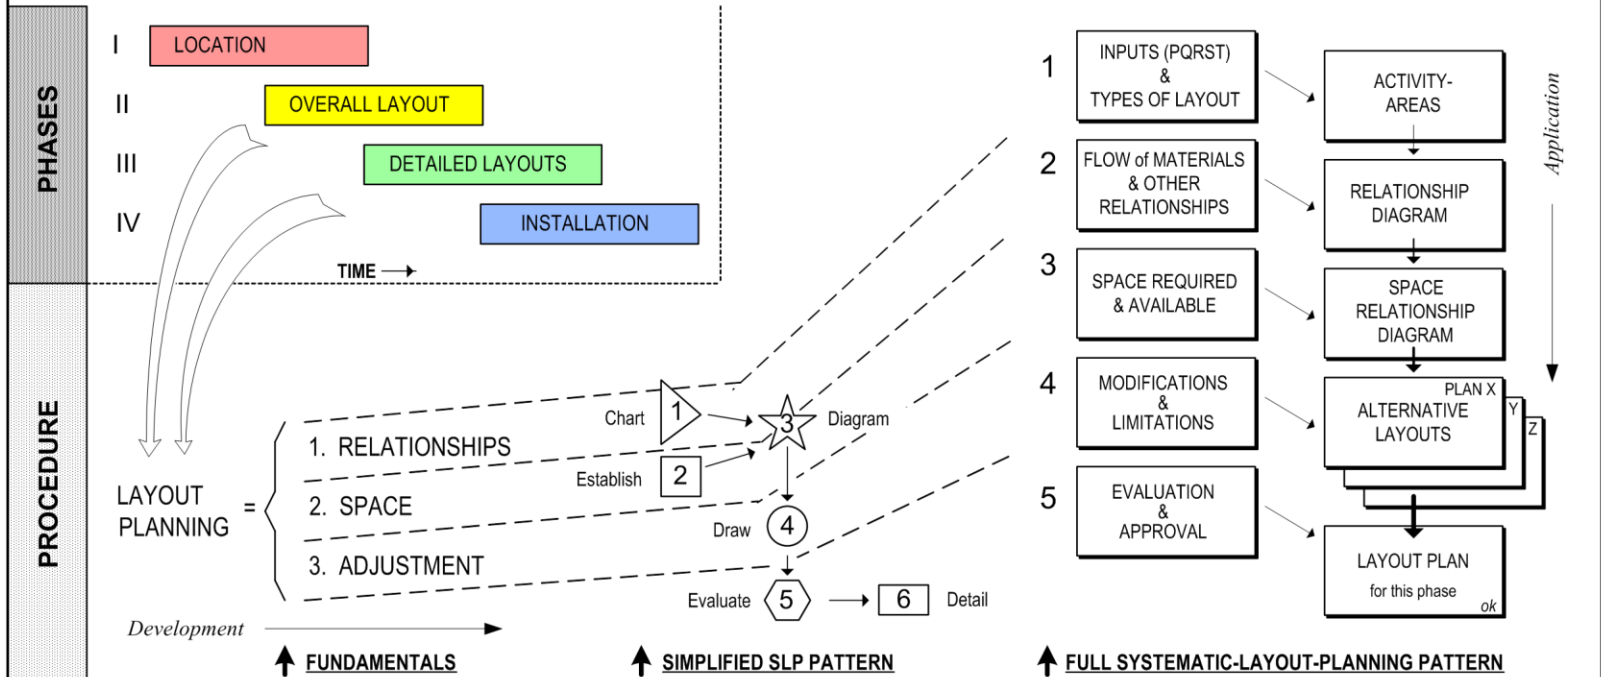 PHASES
I
LOCATION
II
OVERALL LAYOUT
III
DETAILED LAYOUTS
IV
INSTALLATION
TIME
PROCEDURE
LAYOUT
PLANNING
=
1. RELATIONSHIPS
2. SPACE
3. ADJUSTMENT
Development
FUNDAMENTALS
Chart
1
3
Diagram
Establish
2
Draw
4
Evaluate
5
6
Detail
SIMPLIFIED SLP PATTERN
1
INPUTS (PQRST)
&
TYPES OF LAYOUT
ACTIVITY-
AREAS
2
FLOW of MATERIALS
& OTHER
RELATIONSHIPS
RELATIONSHIP
DIAGRAM
3
SPACE REQUIRED
& AVAILABLE
SPACE
RELATIONSHIP
DIAGRAM
4
MODIFICATIONS
&
LIMITATIONS
PLAN X
ALTERNATIVE
LAYOUTS
Y
Z
5
EVALUATION
&
APPROVAL
LAYOUT PLAN
for this phase
ok
Application
FULL SYSTEMATIC-LAYOUT-PLANNING PATTERN